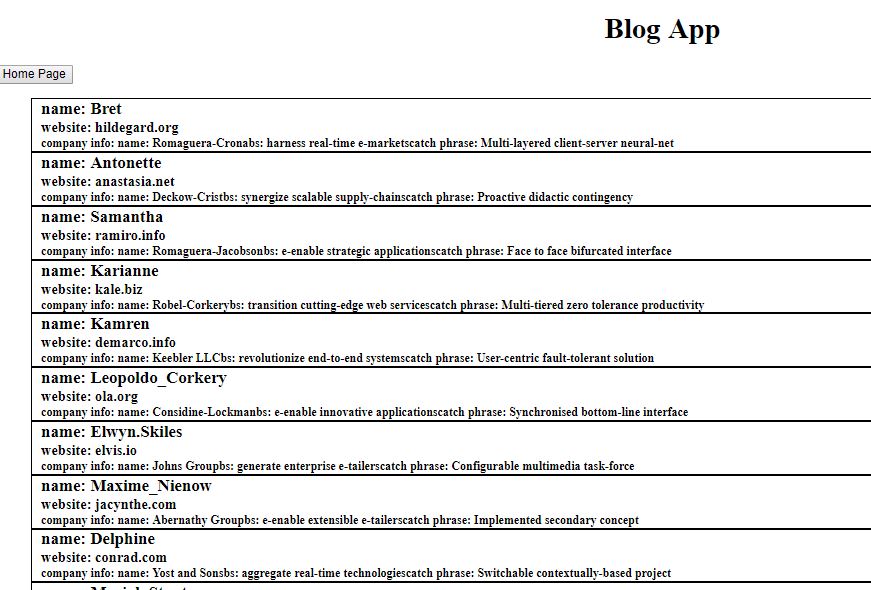 Blog App
Home Page
name: Bret
website: hildegard.org
company info: name: Romaguera-Cronabs: harness real-time e-marketscatch phrase: Multi-layered client-server neural-net
name: Antonette
website: anastasia.net
company info: name: Deckow-Cristbs: synergize scalable supply-chainscatch phrase: Proactive didactic contingency
name: Samantha
website: ramiro.info
company info: name: Romaguera-Jacobsonbs: e-enable strategic applicationscatch phrase: Face to face bifurcated interface
name: Karianne
website: kale.biz
company info: name: Robel-Corkerybs: transition cutting-edge web servicescatch phrase: Multi-tiered zero tolerance productivity
name: Kamren
website: demarco.info
company info: name: Keebler LLCbs: revolutionize end-to-end systemscatch phrase: User-centric fault-tolerant solution
name: Leopoldo_Corkery
website: ola.org
company info: name: Considine-Lockmanbs: e-enable innovative applicationscatch phrase: Synchronised bottom-line interface
name: Elwyn.Skiles
website: elvis.io
company info: name: Johns Groupbs: generate enterprise e-tailerscatch phrase: Configurable multimedia task-force
name: Maxime_Nienow
website: jacynthe.com
company info: name: Abernathy Groupbs: e-enable extensible e-tailerscatch phrase: Implemented secondary concept
name: Delphine
website: conrad.com
company info: name: Yost and Sonsbs: aggregate real-time technologiescatch phrase: Switchable contextually-based project